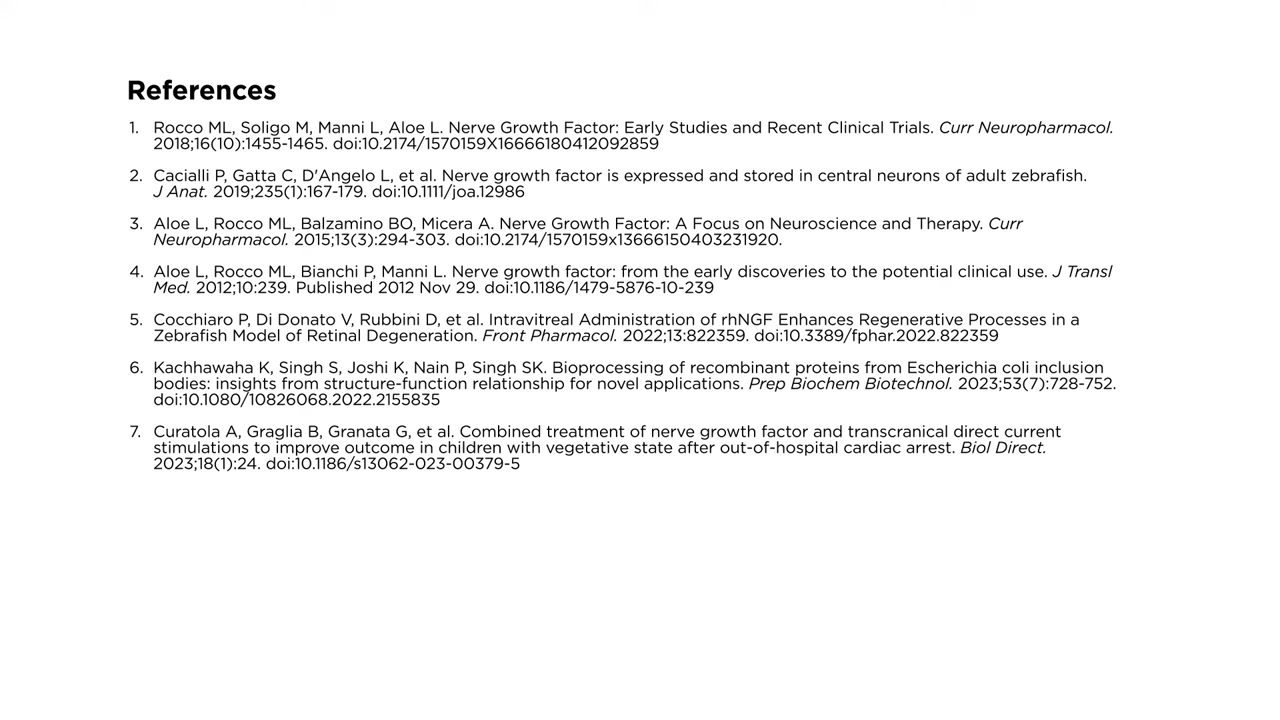 References
1. Rocco ML, Soligo M, Manni L, Aloe L. Nerve Growth Factor: Early Studies and Recent Clinical Trials. Curr Neuropharmacol.
2018;16(10):1455-1465. doi:10.2174/1570159X16666180412092859
2. Cacialli P, Gatta C, D'Angelo L, et al. Nerve growth factor is expressed and stored in central neurons of adult zebrafish.
J Anat. 2019;235(1):167-179. doi:10.1111/joa.12986
3. Aloe L, Rocco ML, Balzamino BO, Micera A. Nerve Growth Factor: A Focus on Neuroscience and Therapy. Curr
Neuropharmacol. 2015;13(3):294-303. doi:10.2174/1570159x13666150403231920.
4. Aloe L, Rocco ML, Bianchi P, Manni L. Nerve growth factor: from the early discoveries to the potential clinical use. J Transl
Med. 2012;10:239. Published 2012 Nov 29. doi:10.1186/1479-5876-10-239
5. Cocchiaro P, Di Donato V, Rubbini D, et al. Intravitreal Administration of rhNGF Enhances Regenerative Processes in a
Zebrafish Model of Retinal Degeneration. Front Pharmacol. 2022;13:822359. doi:10.3389/fphar.2022.822359
6. Kachhawaha K, Singh S, Joshi K, Nain P, Singh SK. Bioprocessing of recombinant proteins from Escherichia coli inclusion
bodies: insights from structure-function relationship for novel applications. Prep Biochem Biotechnol. 2023;53(7):728-752.
doi:10.1080/10826068.2022.2155835
7. Curatola A, Graglia B, Granata G, et al. Combined treatment of nerve growth factor and transcranical direct current
stimulations to improve outcome in children with vegetative state after out-of-hospital cardiac arrest. Biol Direct.
2023;18(1):24. doi:10.1186/s13062-023-00379-5